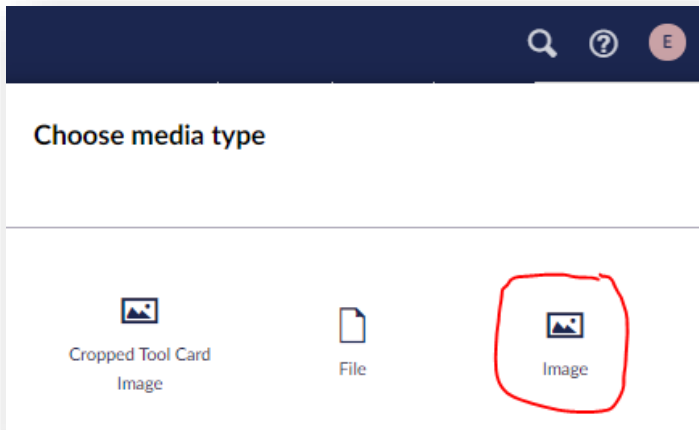 E
Choose media type
Cropped Tool Card
Image
File
Image